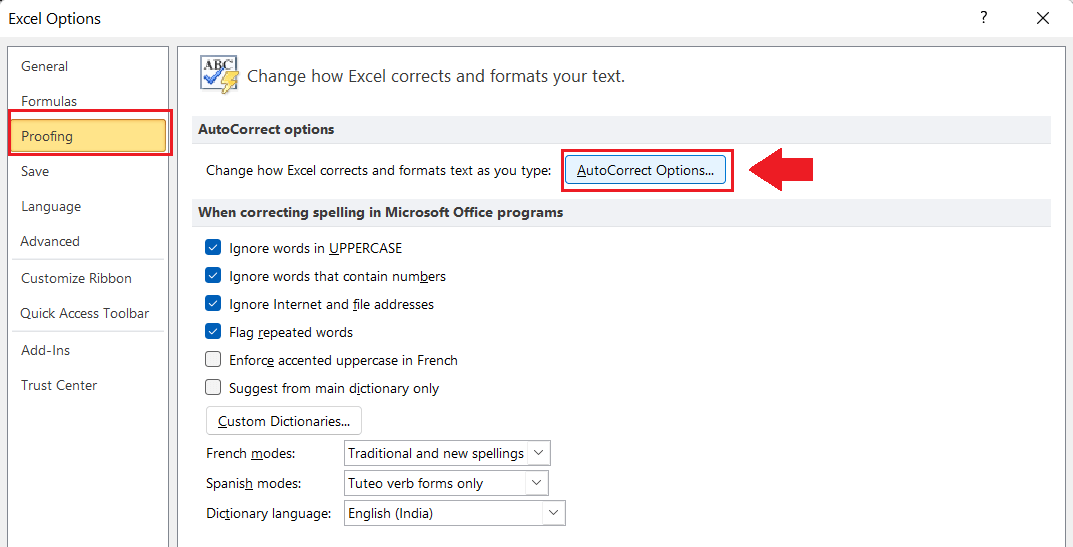 Excel Options
?
General
Formulas
Proofing
Save
Language
Advanced
Customize Ribbon
Quick Access Toolbar
Add-Ins
Trust Center
ABC
Change how Excel corrects and formats your text.
AutoCorrect options
Change how Excel corrects and formats text as you type: AutoCorrect Options...
When correcting spelling in Microsoft Office programs
Ignore words in UPPERCASE
Ignore words that contain numbers
Ignore Internet and file addresses
Flag repeated words
Enforce accented uppercase in French
Suggest from main dictionary only
Custom Dictionaries...
French modes: Traditional and new spellings
Spanish modes: Tuteo verb forms only
Dictionary language: English (India)